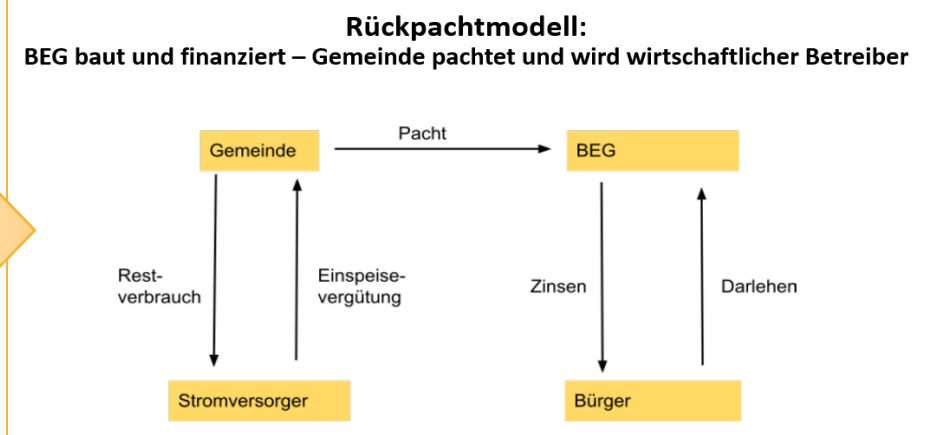 Rückpachtmodell:
BEG baut und finanziert – Gemeinde pachtet und wird wirtschaftlicher Betreiber
Pacht
Gemeinde
BEG
Rest-
verbrauch
Einspeise-
vergütung
Zinsen
Darlehen
Stromversorger
Bürger